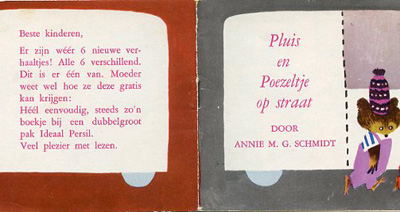 Beste kinderen,
Er zijn wéér 6 nieuwe ver-
haaltjes! Alle 6 verschillend.
Dit is er één van. Moeder
weet wel hoe ze deze gratis
kan krijgen:
Héél eenvoudig, steeds zo'n
boekje bij een dubbelgroot
pak Ideaal Persil.
Veel plezier met lezen.
Pluis
en
Poezeltje
op straat
DOOR
ANNIE M. G. SCHMIDT